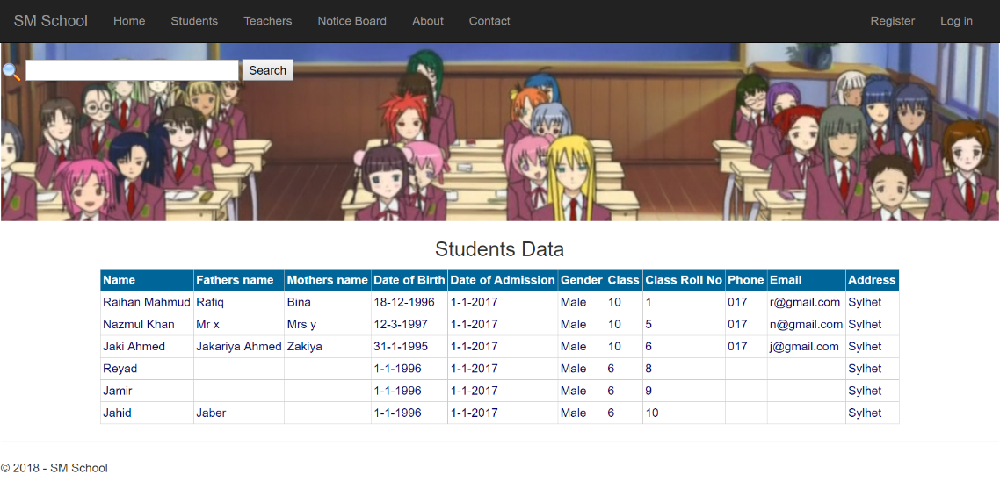 SM School Home Students Teachers Notice Board About Contact Register Log in
Search
Students Data
Name Fathers name Mothers name Date of Birth Date of Admission Gender Class Class Roll No Phone Email Address
Raihan Mahmud Rafiq Bina 18-12-1996 1-1-2017 Male 10 1 017 r@gmail.com Sylhet
Nazmul Khan Mr x Mrs y 12-3-1997 1-1-2017 Male 10 5 017 n@gmail.com Sylhet
Jaki Ahmed Jakariya Ahmed Zakiya 31-1-1995 1-1-2017 Male 10 6 017 j@gmail.com Sylhet
Reyad 1-1-1996 1-1-2017 Male 6 8 Sylhet
Jamir 1-1-1996 1-1-2017 Male 6 9 Sylhet
Jahid Jaber 1-1-1996 1-1-2017 Male 6 10 Sylhet
© 2018 - SM School